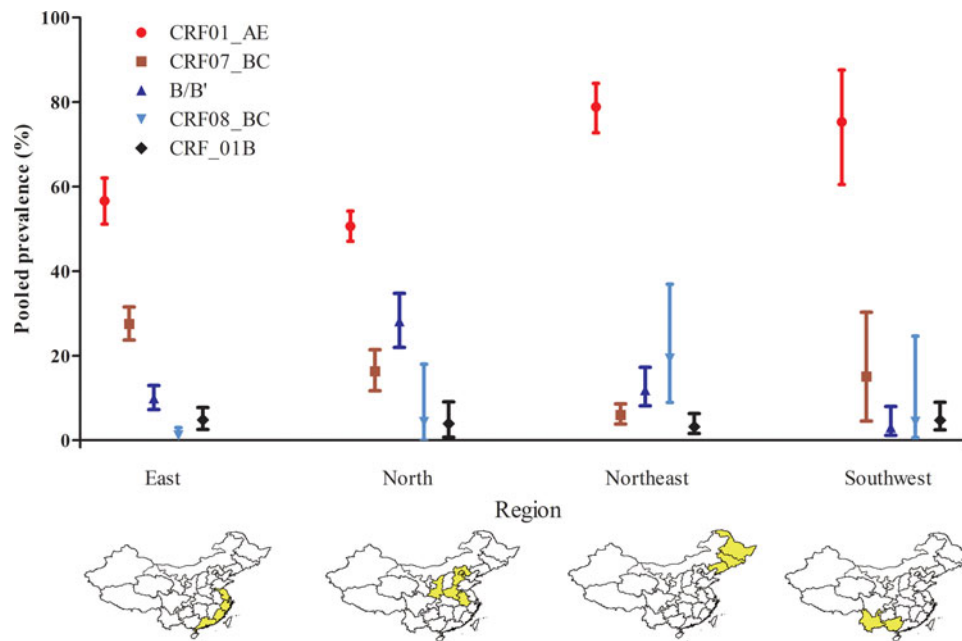 100
80
60
40
20
0
Pooled prevalence (%)
CRF01_AE
CRF07_BC
B/B'
CRF08_BC
CRF_01B
East North Northeast Southwest
Region